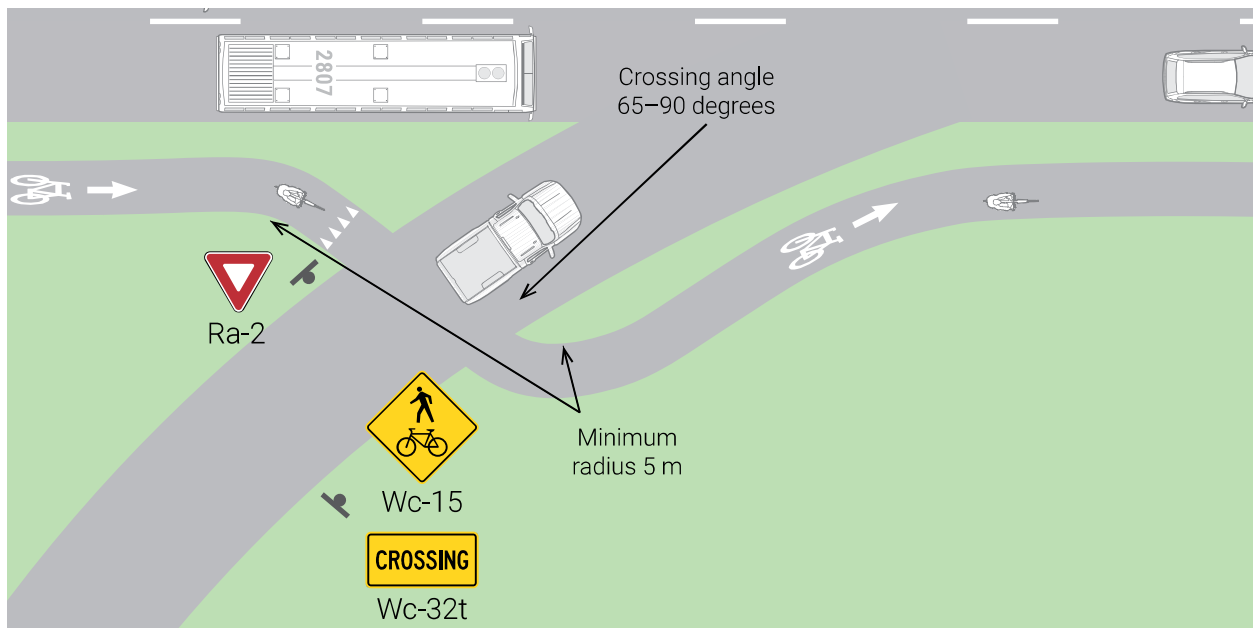 2807
Crossing angle
65–90 degrees
Ra-2
Minimum
radius 5 m
Wc-15
CROSSING
Wc-32t